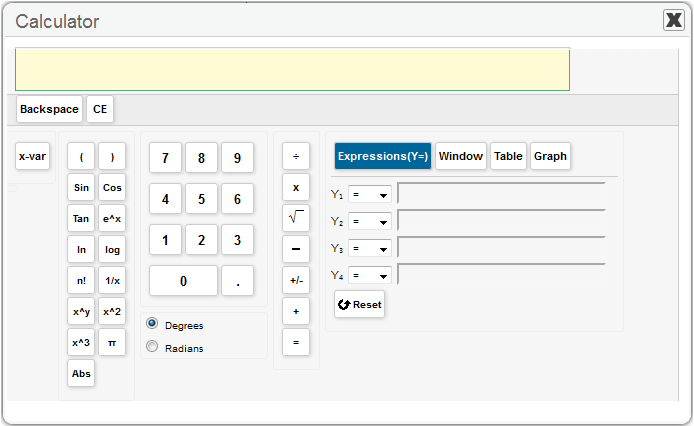 Calculator X
Backspace CE
x-var ( ) 7 8 9 ÷ Expressions(Y=) Window Table Graph
Sin Cos 4 5 6 x Y1 =
Tan e^x √ Y2 =
ln log 1 2 3 − Y3 =
n! 1/x 0 . +/- Y4 =
x^y x^2 + Reset
Degrees
x^3 π =
Radians
Abs